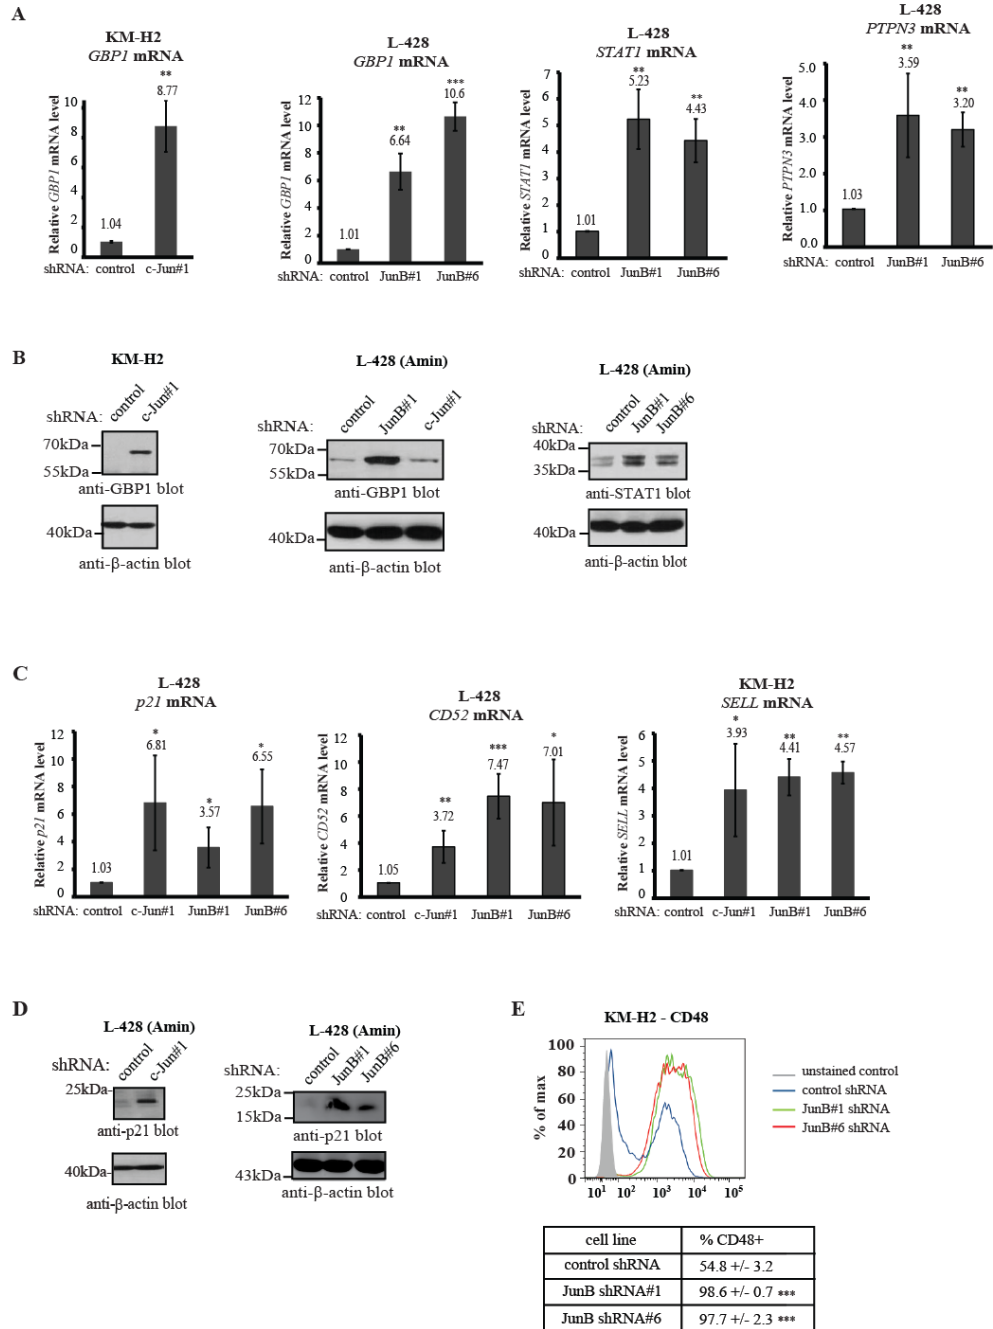 A
KM-H2
GBP1 mRNA
**
8.77
Relative GBP1 mRNA level
10
8
6
4
2
0
1.04
shRNA: control c-Jun#1
L-428
GBP1 mRNA
***
10.6
**
6.64
Relative GBP1 mRNA level
12
10
8
6
4
2
0
1.01
shRNA: control JunB#1 JunB#6
L-428
STAT1 mRNA
**
5.23
**
4.43
Relative STAT1 mRNA level
7
6
5
4
3
2
1
0
1.01
shRNA: control JunB#1 JunB#6
L-428
PTPN3 mRNA
**
3.59
**
3.20
Relative PTPN3 mRNA level
5.0
4.0
3.0
2.0
1.0
0.0
1.03
shRNA: control JunB#1 JunB#6
B
KM-H2
shRNA: control c-Jun#1
70kDa
55kDa
anti-GBP1 blot
40kDa
anti-β-actin blot
L-428 (Amin)
shRNA: control JunB#1 c-Jun#1
70kDa
55kDa
anti-GBP1 blot
40kDa
anti-β-actin blot
L-428 (Amin)
shRNA: control JunB#1 JunB#6
40kDa
35kDa
anti-STAT1 blot
40kDa
anti-β-actin blot
C
L-428
p21 mRNA
*
6.81
*
3.57
*
6.55
Relative p21 mRNA level
12
10
8
6
4
2
0
1.03
shRNA: control c-Jun#1 JunB#1 JunB#6
L-428
CD52 mRNA
**
3.72
***
7.47
*
7.01
Relative CD52 mRNA level
12
10
8
6
4
2
0
1.05
shRNA: control c-Jun#1 JunB#1 JunB#6
KM-H2
SELL mRNA
*
3.93
**
4.41
**
4.57
Relative SELL mRNA level
6
5
4
3
2
1
0
1.01
shRNA: control c-Jun#1 JunB#1 JunB#6
D
L-428 (Amin)
shRNA: control c-Jun#1
25kDa
anti-p21 blot
40kDa
anti-β-actin blot
L-428 (Amin)
shRNA: control JunB#1 JunB#6
25kDa
15kDa
anti-p21 blot
43kDa
anti-β-actin blot
E
KM-H2 - CD48
% of max
100
80
60
40
20
0
10¹ 10² 10³ 10⁴ 10⁵
unstained control
control shRNA
JunB#1 shRNA
JunB#6 shRNA
cell line % CD48+
control shRNA 54.8 +/- 3.2
JunB shRNA#1 98.6 +/- 0.7 ***
JunB shRNA#6 97.7 +/- 2.3 ***